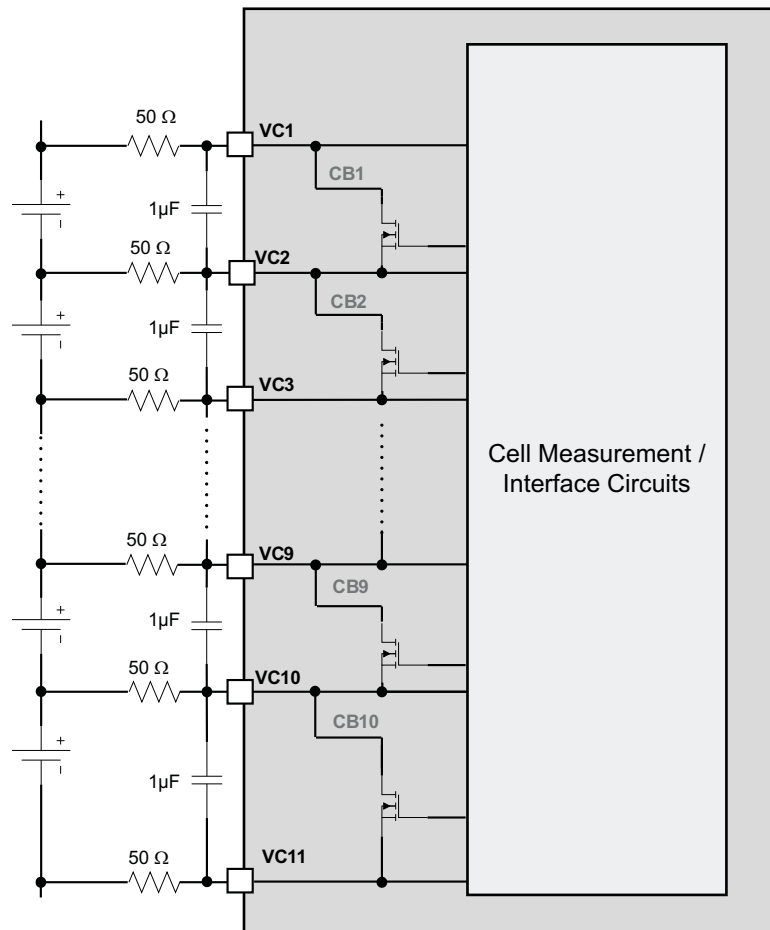 50 Ω
VC1
CB1
+
1µF
−
50 Ω
VC2
CB2
+
1µF
−
50 Ω
VC3
Cell Measurement /
Interface Circuits
50 Ω
VC9
CB9
+
1µF
−
50 Ω
VC10
CB10
+
1µF
−
50 Ω
VC11